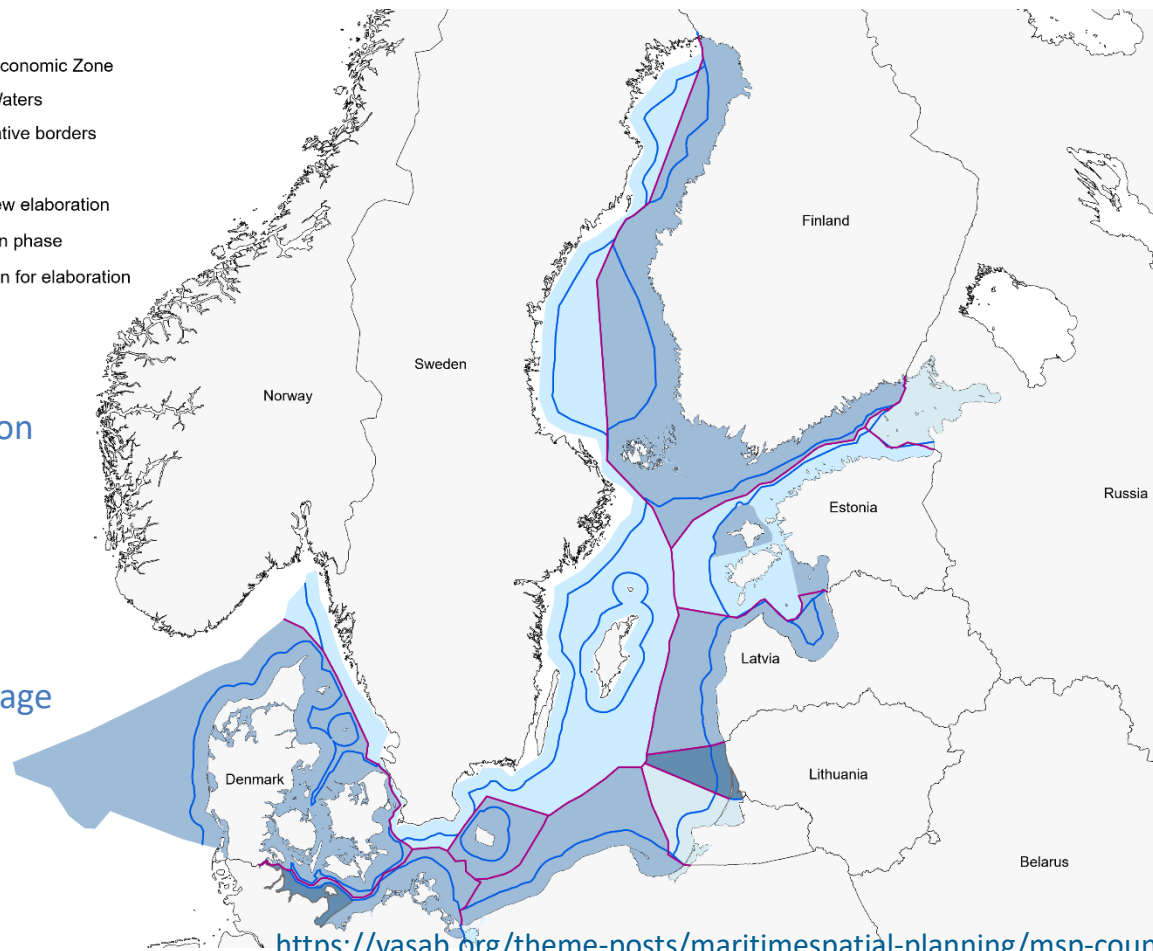 conomic Zone
Waters
ative borders
ew elaboration
n phase
n for elaboration
Finland
Sweden
Norway
on
Russia
Estonia
Latvia
age
Denmark
Lithuania
Belarus
https://vasab.org/theme-posts/maritimespatial-planning/msp-coun